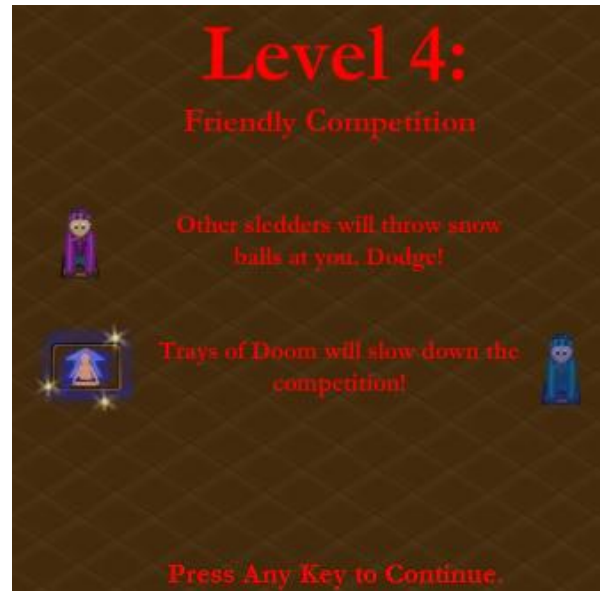 Level 4:
Friendly Competition
Other sledders will throw snow
balls at you. Dodge!
Trays of Doom will slow down the
competition!
Press Any Key to Continue.